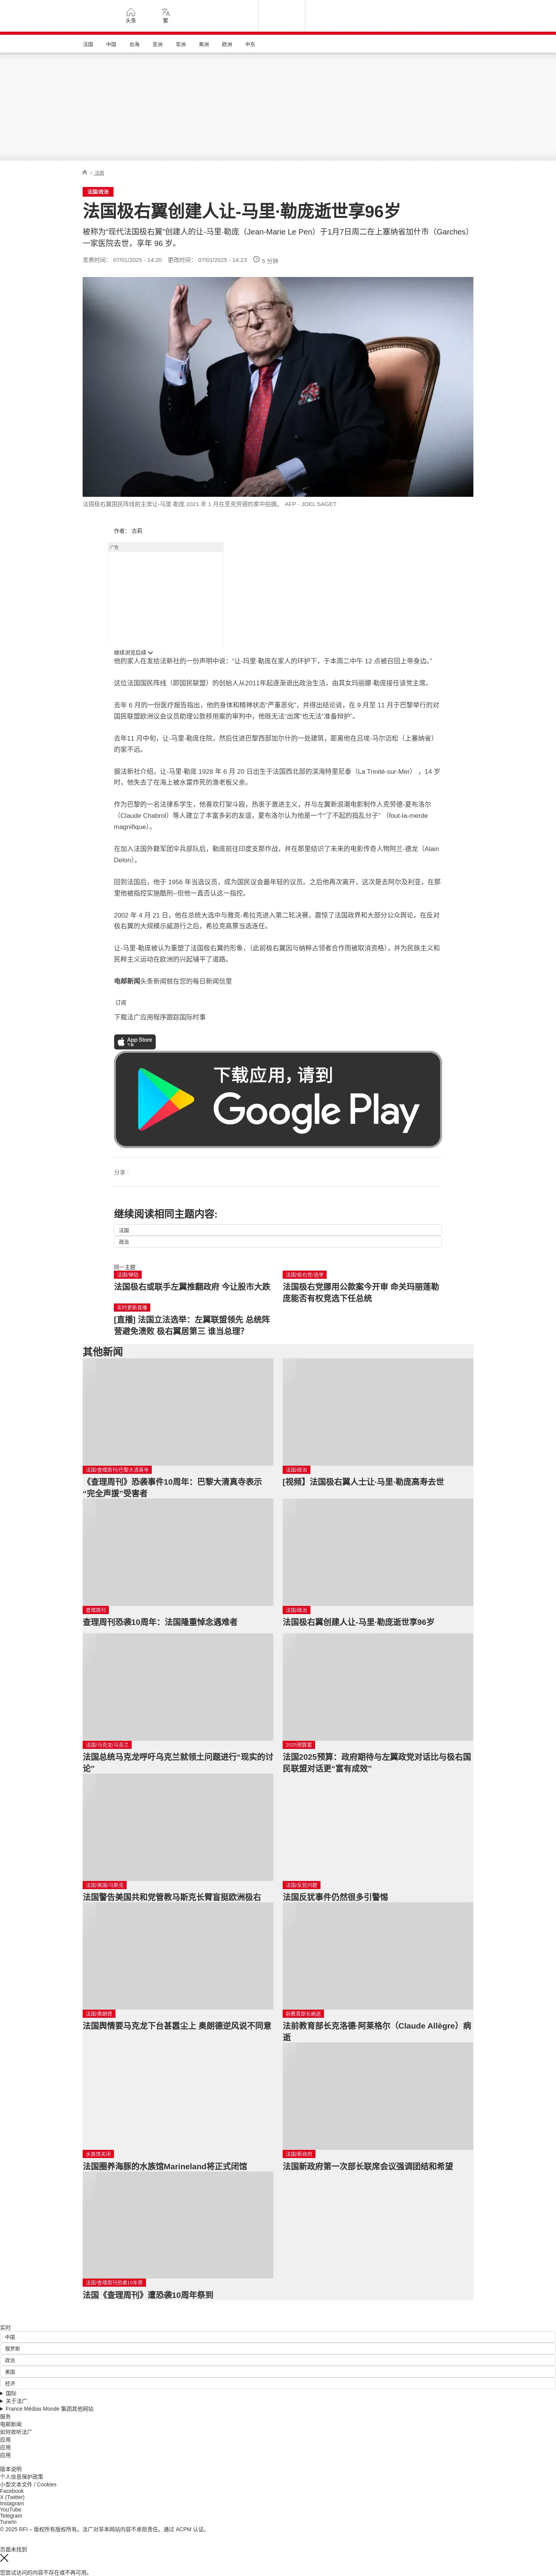 头条
繁
法国
中国
台海
亚洲
非洲
美洲
欧洲
中东
/ 法国
法国/政治
法国极右翼创建人让-马里·勒庞逝世享96岁
被称为“现代法国极右翼”创建人的让-马里·勒庞（Jean-Marie Le Pen）于1月7日周二在上塞纳省加什市（Garches）
一家医院去世，享年 96 岁。
发表时间： 07/01/2025 - 14:20 更改时间： 07/01/2025 - 14:23 5 分钟
法国极右翼国民阵线前主席让-马里·勒庞 2021 年 1 月在圣克劳德的家中拍摄。 AFP - JOEL SAGET
作者： 古莉
广告
继续浏览后续
他的家人在发给法新社的一份声明中说：“让-玛里·勒庞在家人的环护下，于本周二中午 12 点被召回上帝身边。”
这位法国国民阵线（即国民联盟）的创始人从2011年起逐渐退出政治生活，由其女玛丽娜·勒庞接任该党主席。
去年 6 月的一份医疗报告指出，他的身体和精神状态“严重恶化”，并得出结论说，在 9 月至 11 月于巴黎举行的对
国民联盟欧洲议会议员助理公款移用案的审判中，他既无法“出席”也无法“准备辩护”。
去年11 月中旬，让-马里·勒庞住院，然后住进巴黎西部加尔什的一处建筑，距离他在吕埃-马尔迈松（上塞纳省）
的家不远。
据法新社介绍，让-马里·勒庞 1928 年 6 月 20 日出生于法国西北部的滨海特里尼泰（La Trinité-sur-Mer），14 岁
时，他失去了在海上被水雷炸死的渔老板父亲。
作为巴黎的一名法律系学生，他喜欢打架斗殴，热衷于激进主义，并与左翼新浪潮电影制作人克劳德·夏布洛尔
（Claude Chabrol）等人建立了丰富多彩的友谊，夏布洛尔认为他是一个“了不起的捣乱分子” （fout-la-merde
magnifique）。
在加入法国外籍军团伞兵部队后，勒庞前往印度支那作战，并在那里结识了未来的电影传奇人物阿兰-德龙（Alain
Delon）。
回到法国后，他于 1956 年当选议员，成为国民议会最年轻的议员。之后他再次离开，这次是去阿尔及利亚，在那
里他被指控实施酷刑--但他一直否认这一指控。
2002 年 4 月 21 日，他在总统大选中与雅克-希拉克进入第二轮决赛，震惊了法国政界和大部分公众舆论。在反对
极右翼的大规模示威游行之后，希拉克高票当选连任。
让-马里·勒庞被认为重塑了法国极右翼的形象，（此前极右翼因与纳粹占领者合作而被取消资格），并为民族主义和
民粹主义运动在欧洲的兴起铺平了道路。
电邮新闻头条新闻就在您的每日新闻信里
订阅
下载法广应用程序跟踪国际时事
App Store
下载
下载应用，请到
Google Play
分享 :
继续阅读相同主题内容:
法国
政治
同一主题
法国/弹劾
法国极右或联手左翼推翻政府 今让股市大跌
法国/极右党/选举
法国极右党挪用公款案今开审 命关玛丽莲勒
庞能否有权竞选下任总统
实时更新直播
[直播] 法国立法选举：左翼联盟领先 总统阵
营避免溃败 极右翼居第三 谁当总理？
其他新闻
法国/查理周刊/巴黎大清真寺
《查理周刊》恐袭事件10周年：巴黎大清真寺表示
“完全声援”受害者
法国/政治
[视频】法国极右翼人士让·马里·勒庞高寿去世
查理周刊
查理周刊恐袭10周年：法国隆重悼念遇难者
法国/政治
法国极右翼创建人让-马里·勒庞逝世享96岁
法国/马克龙/乌克兰
法国总统马克龙呼吁乌克兰就领土问题进行“现实的讨
论”
2025预算案
法国2025预算：政府期待与左翼政党对话比与极右国
民联盟对话更“富有成效”
法国/美国/马斯克
法国警告美国共和党管教马斯克长臂盲挺欧洲极右
法国/反犹问题
法国反犹事件仍然很多引警惕
法国/奥朗德
法国舆情要马克龙下台甚嚣尘上 奥朗德逆风说不同意
前教育部长病逝
法前教育部长克洛德·阿莱格尔（Claude Allègre）病
逝
水族馆关闭
法国圈养海豚的水族馆Marineland将正式闭馆
法国/新政府
法国新政府第一次部长联席会议强调团结和希望
法国/查理周刊恐袭10年祭
法国《查理周刊》遭恐袭10周年祭到
实时
中国
俄罗斯
政治
美国
经济
国际
关于法广
France Médias Monde 集团其他网站
服务
电邮新闻
如何收听法广
应用
应用
应用
版本说明
个人信息保护政策
小型文本文件 / Cookies
Facebook
X (Twitter)
Instagram
YouTube
Telegram
TuneIn
© 2025 RFI – 版权所有版权所有。法广对非本网站内容不承担责任。通过 ACPM 认证。
页面未找到
您尝试访问的内容不存在或不再可用。